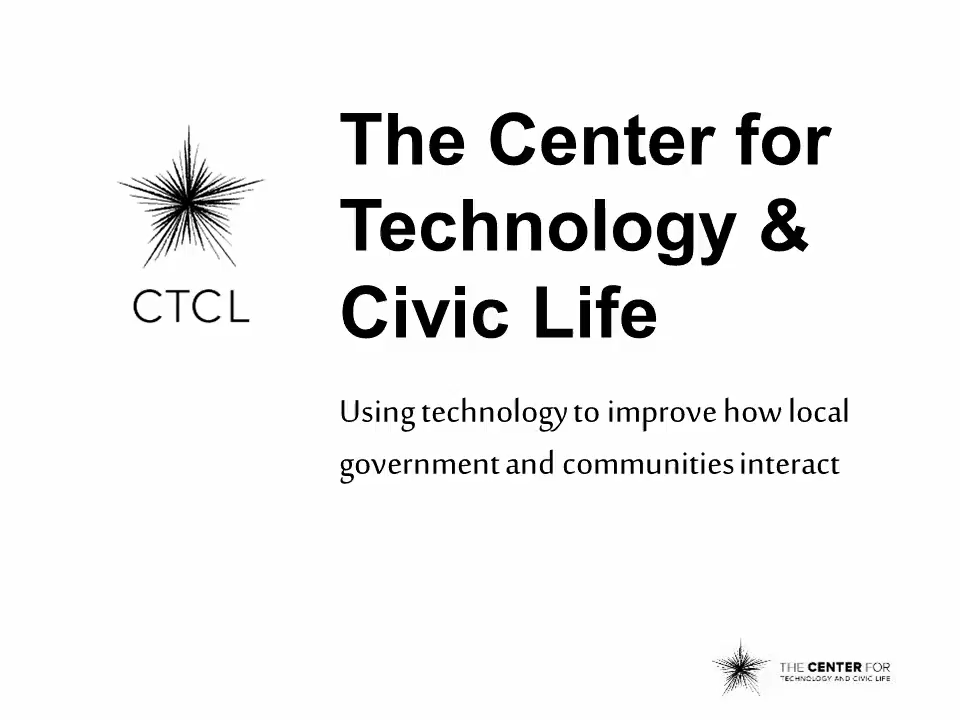 The Center for
Technology &
Civic Life
CTCL
Using technology to improve how local
government and communities interact
THE CENTER FOR
TECHNOLOGY AND CIVIC LIFE